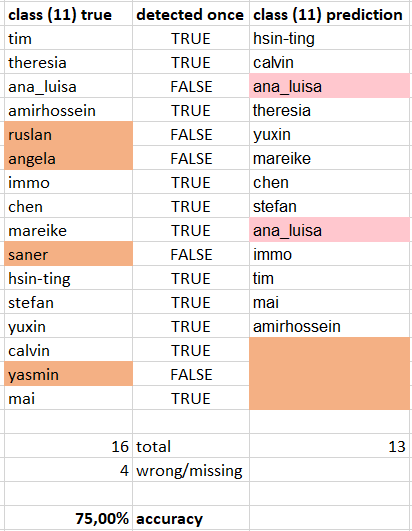 class (11) true detected once class (11) prediction
tim TRUE hsin-ting
theresia TRUE calvin
ana_luisa FALSE ana_luisa
amirhossein TRUE theresia
ruslan FALSE yuxin
angela FALSE mareike
immo TRUE chen
chen TRUE stefan
mareike TRUE ana_luisa
saner FALSE immo
hsin-ting TRUE tim
stefan TRUE mai
yuxin TRUE amirhossein
calvin TRUE
yasmin FALSE
mai TRUE
16 total 13
4 wrong/missing
75,00% accuracy